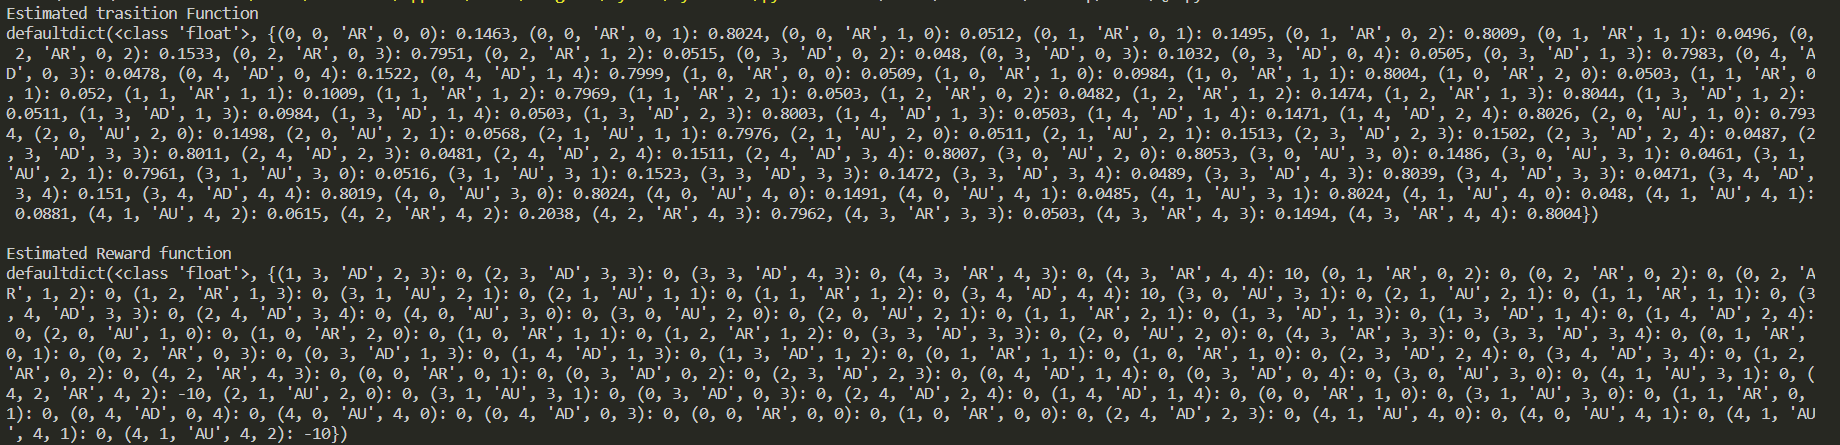 Estimated trasition Function
defaultdict(<class 'float'>, {(0, 0, 'AR', 0, 0): 0.1463, (0, 0, 'AR', 0, 1): 0.8024, (0, 0, 'AR', 1, 0): 0.0512, (0, 1, 'AR', 0, 1): 0.1495, (0, 1, 'AR', 0, 2): 0.8009, (0, 1, 'AR', 1, 1): 0.0496, (0,
 2, 'AR', 0, 2): 0.1533, (0, 2, 'AR', 0, 3): 0.7951, (0, 2, 'AR', 1, 2): 0.0515, (0, 3, 'AD', 0, 2): 0.048, (0, 3, 'AD', 0, 3): 0.1032, (0, 3, 'AD', 0, 4): 0.0505, (0, 3, 'AD', 1, 3): 0.7983, (0, 4, 'A
D', 0, 3): 0.0478, (0, 4, 'AD', 0, 4): 0.1522, (0, 4, 'AD', 1, 4): 0.7999, (1, 0, 'AR', 0, 0): 0.0509, (1, 0, 'AR', 1, 0): 0.0984, (1, 0, 'AR', 1, 1): 0.8004, (1, 0, 'AR', 2, 0): 0.0503, (1, 1, 'AR', 0
, 1): 0.052, (1, 1, 'AR', 1, 1): 0.1009, (1, 1, 'AR', 1, 2): 0.7969, (1, 1, 'AR', 2, 1): 0.0503, (1, 2, 'AR', 0, 2): 0.0482, (1, 2, 'AR', 1, 2): 0.1474, (1, 2, 'AR', 1, 3): 0.8044, (1, 3, 'AD', 1, 2):
0.0511, (1, 3, 'AD', 1, 3): 0.0984, (1, 3, 'AD', 1, 4): 0.0503, (1, 3, 'AD', 2, 3): 0.8003, (1, 4, 'AD', 1, 3): 0.0503, (1, 4, 'AD', 1, 4): 0.1471, (1, 4, 'AD', 2, 4): 0.8026, (2, 0, 'AU', 1, 0): 0.793
4, (2, 0, 'AU', 2, 0): 0.1498, (2, 0, 'AU', 2, 1): 0.0568, (2, 1, 'AU', 1, 1): 0.7976, (2, 1, 'AU', 2, 0): 0.0511, (2, 1, 'AU', 2, 1): 0.1513, (2, 3, 'AD', 2, 3): 0.1502, (2, 3, 'AD', 2, 4): 0.0487, (2
, 3, 'AD', 3, 3): 0.8011, (2, 4, 'AD', 2, 3): 0.0481, (2, 4, 'AD', 2, 4): 0.1511, (2, 4, 'AD', 3, 4): 0.8007, (3, 0, 'AU', 2, 0): 0.8053, (3, 0, 'AU', 3, 0): 0.1486, (3, 0, 'AU', 3, 1): 0.0461, (3, 1,
'AU', 2, 1): 0.7961, (3, 1, 'AU', 3, 0): 0.0516, (3, 1, 'AU', 3, 1): 0.1523, (3, 3, 'AD', 3, 3): 0.1472, (3, 3, 'AD', 3, 4): 0.0489, (3, 3, 'AD', 4, 3): 0.8039, (3, 4, 'AD', 3, 3): 0.0471, (3, 4, 'AD',
 3, 4): 0.151, (3, 4, 'AD', 4, 4): 0.8019, (4, 0, 'AU', 3, 0): 0.8024, (4, 0, 'AU', 4, 0): 0.1491, (4, 0, 'AU', 4, 1): 0.0485, (4, 1, 'AU', 3, 1): 0.8024, (4, 1, 'AU', 4, 0): 0.048, (4, 1, 'AU', 4, 1):
 0.0881, (4, 1, 'AU', 4, 2): 0.0615, (4, 2, 'AR', 4, 2): 0.2038, (4, 2, 'AR', 4, 3): 0.7962, (4, 3, 'AR', 3, 3): 0.0503, (4, 3, 'AR', 4, 3): 0.1494, (4, 3, 'AR', 4, 4): 0.8004})
Estimated Reward function
defaultdict(<class 'float'>, {(1, 3, 'AD', 2, 3): 0, (2, 3, 'AD', 3, 3): 0, (3, 3, 'AD', 4, 3): 0, (4, 3, 'AR', 4, 3): 0, (4, 3, 'AR', 4, 4): 10, (0, 1, 'AR', 0, 2): 0, (0, 2, 'AR', 0, 2): 0, (0, 2, 'A
R', 1, 2): 0, (1, 2, 'AR', 1, 3): 0, (3, 1, 'AU', 2, 1): 0, (2, 1, 'AU', 1, 1): 0, (1, 1, 'AR', 1, 2): 0, (3, 4, 'AD', 4, 4): 10, (3, 0, 'AU', 3, 1): 0, (2, 1, 'AU', 2, 1): 0, (1, 1, 'AR', 1, 1): 0, (3
, 4, 'AD', 3, 3): 0, (2, 4, 'AD', 3, 4): 0, (4, 0, 'AU', 3, 0): 0, (3, 0, 'AU', 2, 0): 0, (2, 0, 'AU', 2, 1): 0, (1, 1, 'AR', 2, 1): 0, (1, 3, 'AD', 1, 3): 0, (1, 3, 'AD', 1, 4): 0, (1, 4, 'AD', 2, 4):
 0, (2, 0, 'AU', 1, 0): 0, (1, 0, 'AR', 2, 0): 0, (1, 0, 'AR', 1, 1): 0, (1, 2, 'AR', 1, 2): 0, (3, 3, 'AD', 3, 3): 0, (2, 0, 'AU', 2, 0): 0, (4, 3, 'AR', 3, 3): 0, (3, 3, 'AD', 3, 4): 0, (0, 1, 'AR',
0, 1): 0, (0, 2, 'AR', 0, 3): 0, (0, 3, 'AD', 1, 3): 0, (1, 4, 'AD', 1, 3): 0, (1, 3, 'AD', 1, 2): 0, (0, 1, 'AR', 1, 1): 0, (1, 0, 'AR', 1, 0): 0, (2, 3, 'AD', 2, 4): 0, (3, 4, 'AD', 3, 4): 0, (1, 2,
'AR', 0, 2): 0, (4, 2, 'AR', 4, 3): 0, (0, 0, 'AR', 0, 1): 0, (0, 3, 'AD', 0, 2): 0, (2, 3, 'AD', 2, 3): 0, (0, 4, 'AD', 1, 4): 0, (0, 3, 'AD', 0, 4): 0, (3, 0, 'AU', 3, 0): 0, (4, 1, 'AU', 3, 1): 0, (
4, 2, 'AR', 4, 2): -10, (2, 1, 'AU', 2, 0): 0, (3, 1, 'AU', 3, 1): 0, (0, 3, 'AD', 0, 3): 0, (2, 4, 'AD', 2, 4): 0, (1, 4, 'AD', 1, 4): 0, (0, 0, 'AR', 1, 0): 0, (3, 1, 'AU', 3, 0): 0, (1, 1, 'AR', 0,
1): 0, (0, 4, 'AD', 0, 4): 0, (4, 0, 'AU', 4, 0): 0, (0, 4, 'AD', 0, 3): 0, (0, 0, 'AR', 0, 0): 0, (1, 0, 'AR', 0, 0): 0, (2, 4, 'AD', 2, 3): 0, (4, 1, 'AU', 4, 0): 0, (4, 0, 'AU', 4, 1): 0, (4, 1, 'AU
', 4, 1): 0, (4, 1, 'AU', 4, 2): -10})